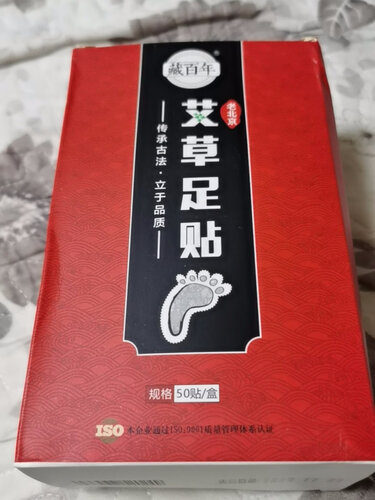 藏百年
®
老北京
艾草足贴
传承古法·立于品质
规格 50贴/盒
ISO 本企业通过ISO:9001质量管理体系认证